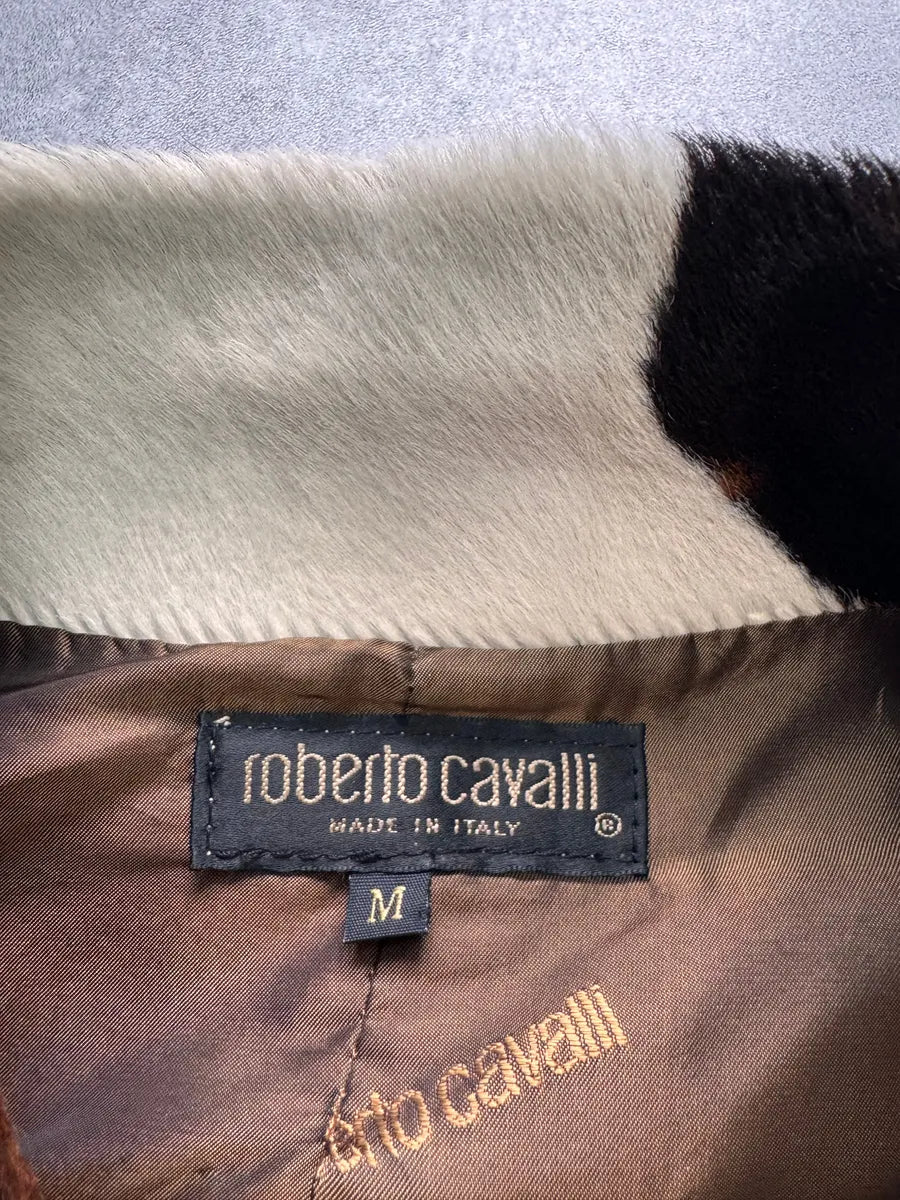 roberto cavalli
MADE IN ITALY ®
M
erto cavalli